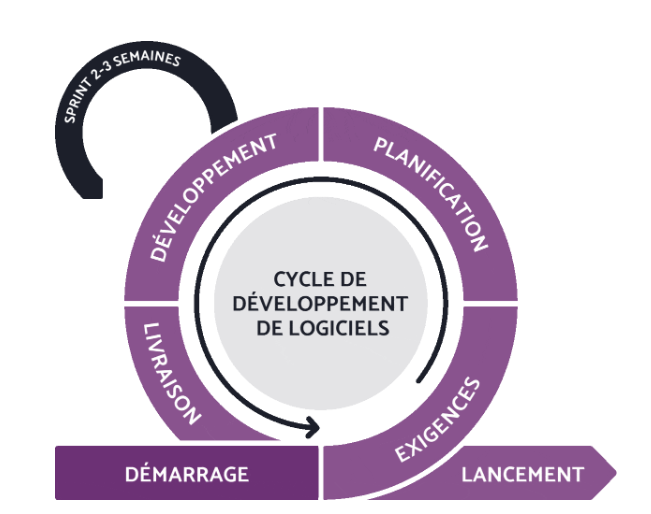 SPRINT 2-3 SEMAINES
DÉVELOPPEMENT
PLANIFICATION
CYCLE DE
DÉVELOPPEMENT
DE LOGICIELS
LIVRAISON
EXIGENCES
DÉMARRAGE
LANCEMENT